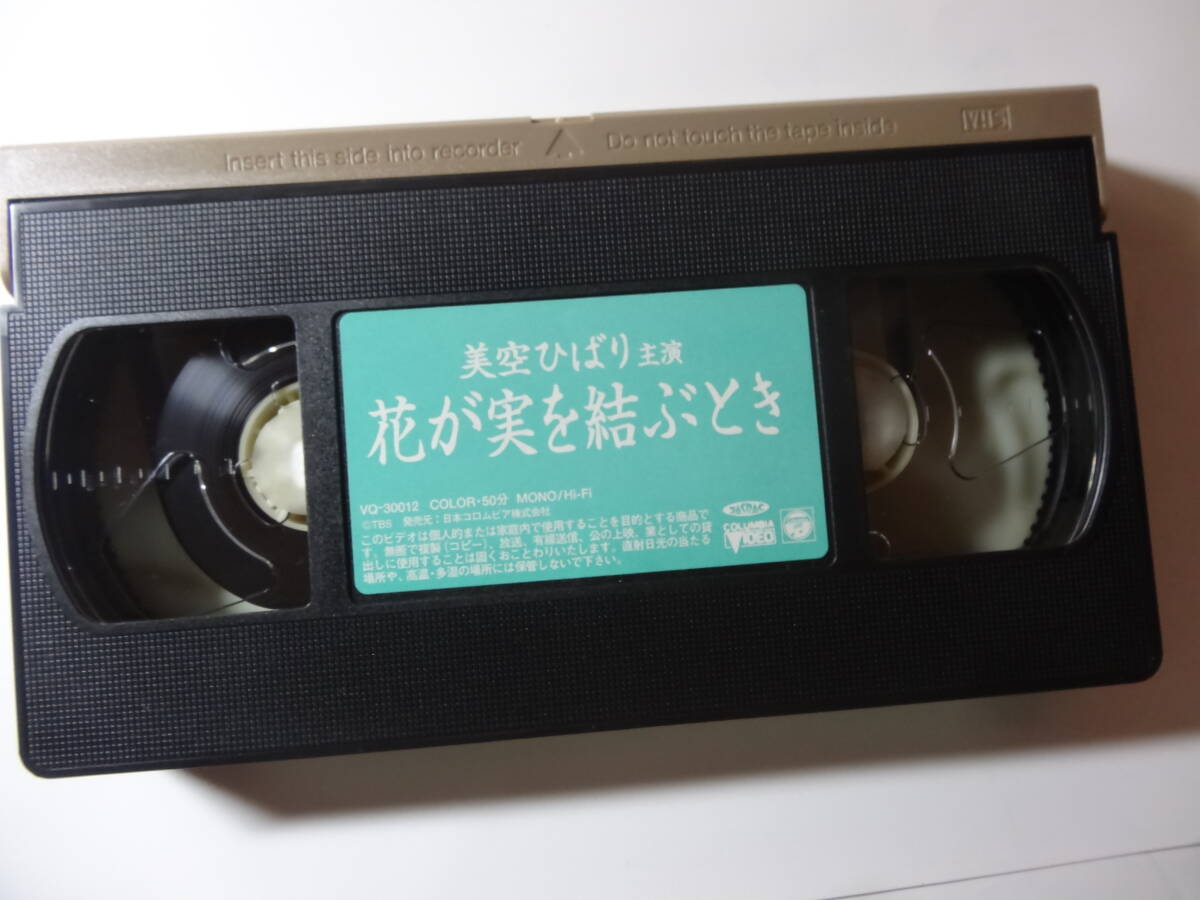 Insert this side into recorder Do not touch the tape inside VHS
美空ひばり主演
花が実を結ぶとき
VQ-30012 COLOR・50分 MONO/Hi-Fi
©TBS 発売元：日本コロムビア株式会社
このビデオは個人的または家庭内で使用することを目的とする商品で
す。無断で複製（コピー）、放送、有線送信、公の上映、業としての貸
出しに使用することは固くおことわりいたします。直射日光の当たる
場所や、高温・多湿の場所には保管しないで下さい。
COLUMBIA
VIDEO